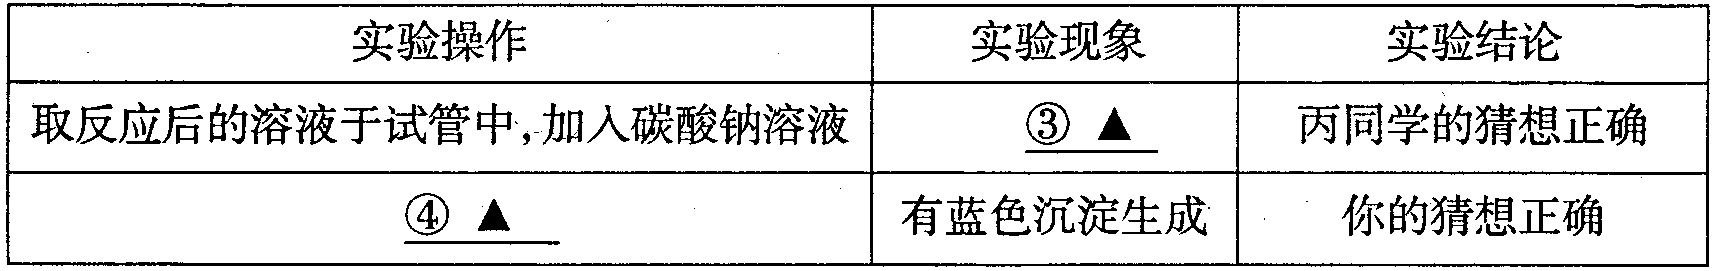 实验操作 实验现象 实验结论
取反应后的溶液于试管中,加入碳酸钠溶液 ③ ▲ 丙同学的猜想正确
④ ▲ 有蓝色沉淀生成 你的猜想正确